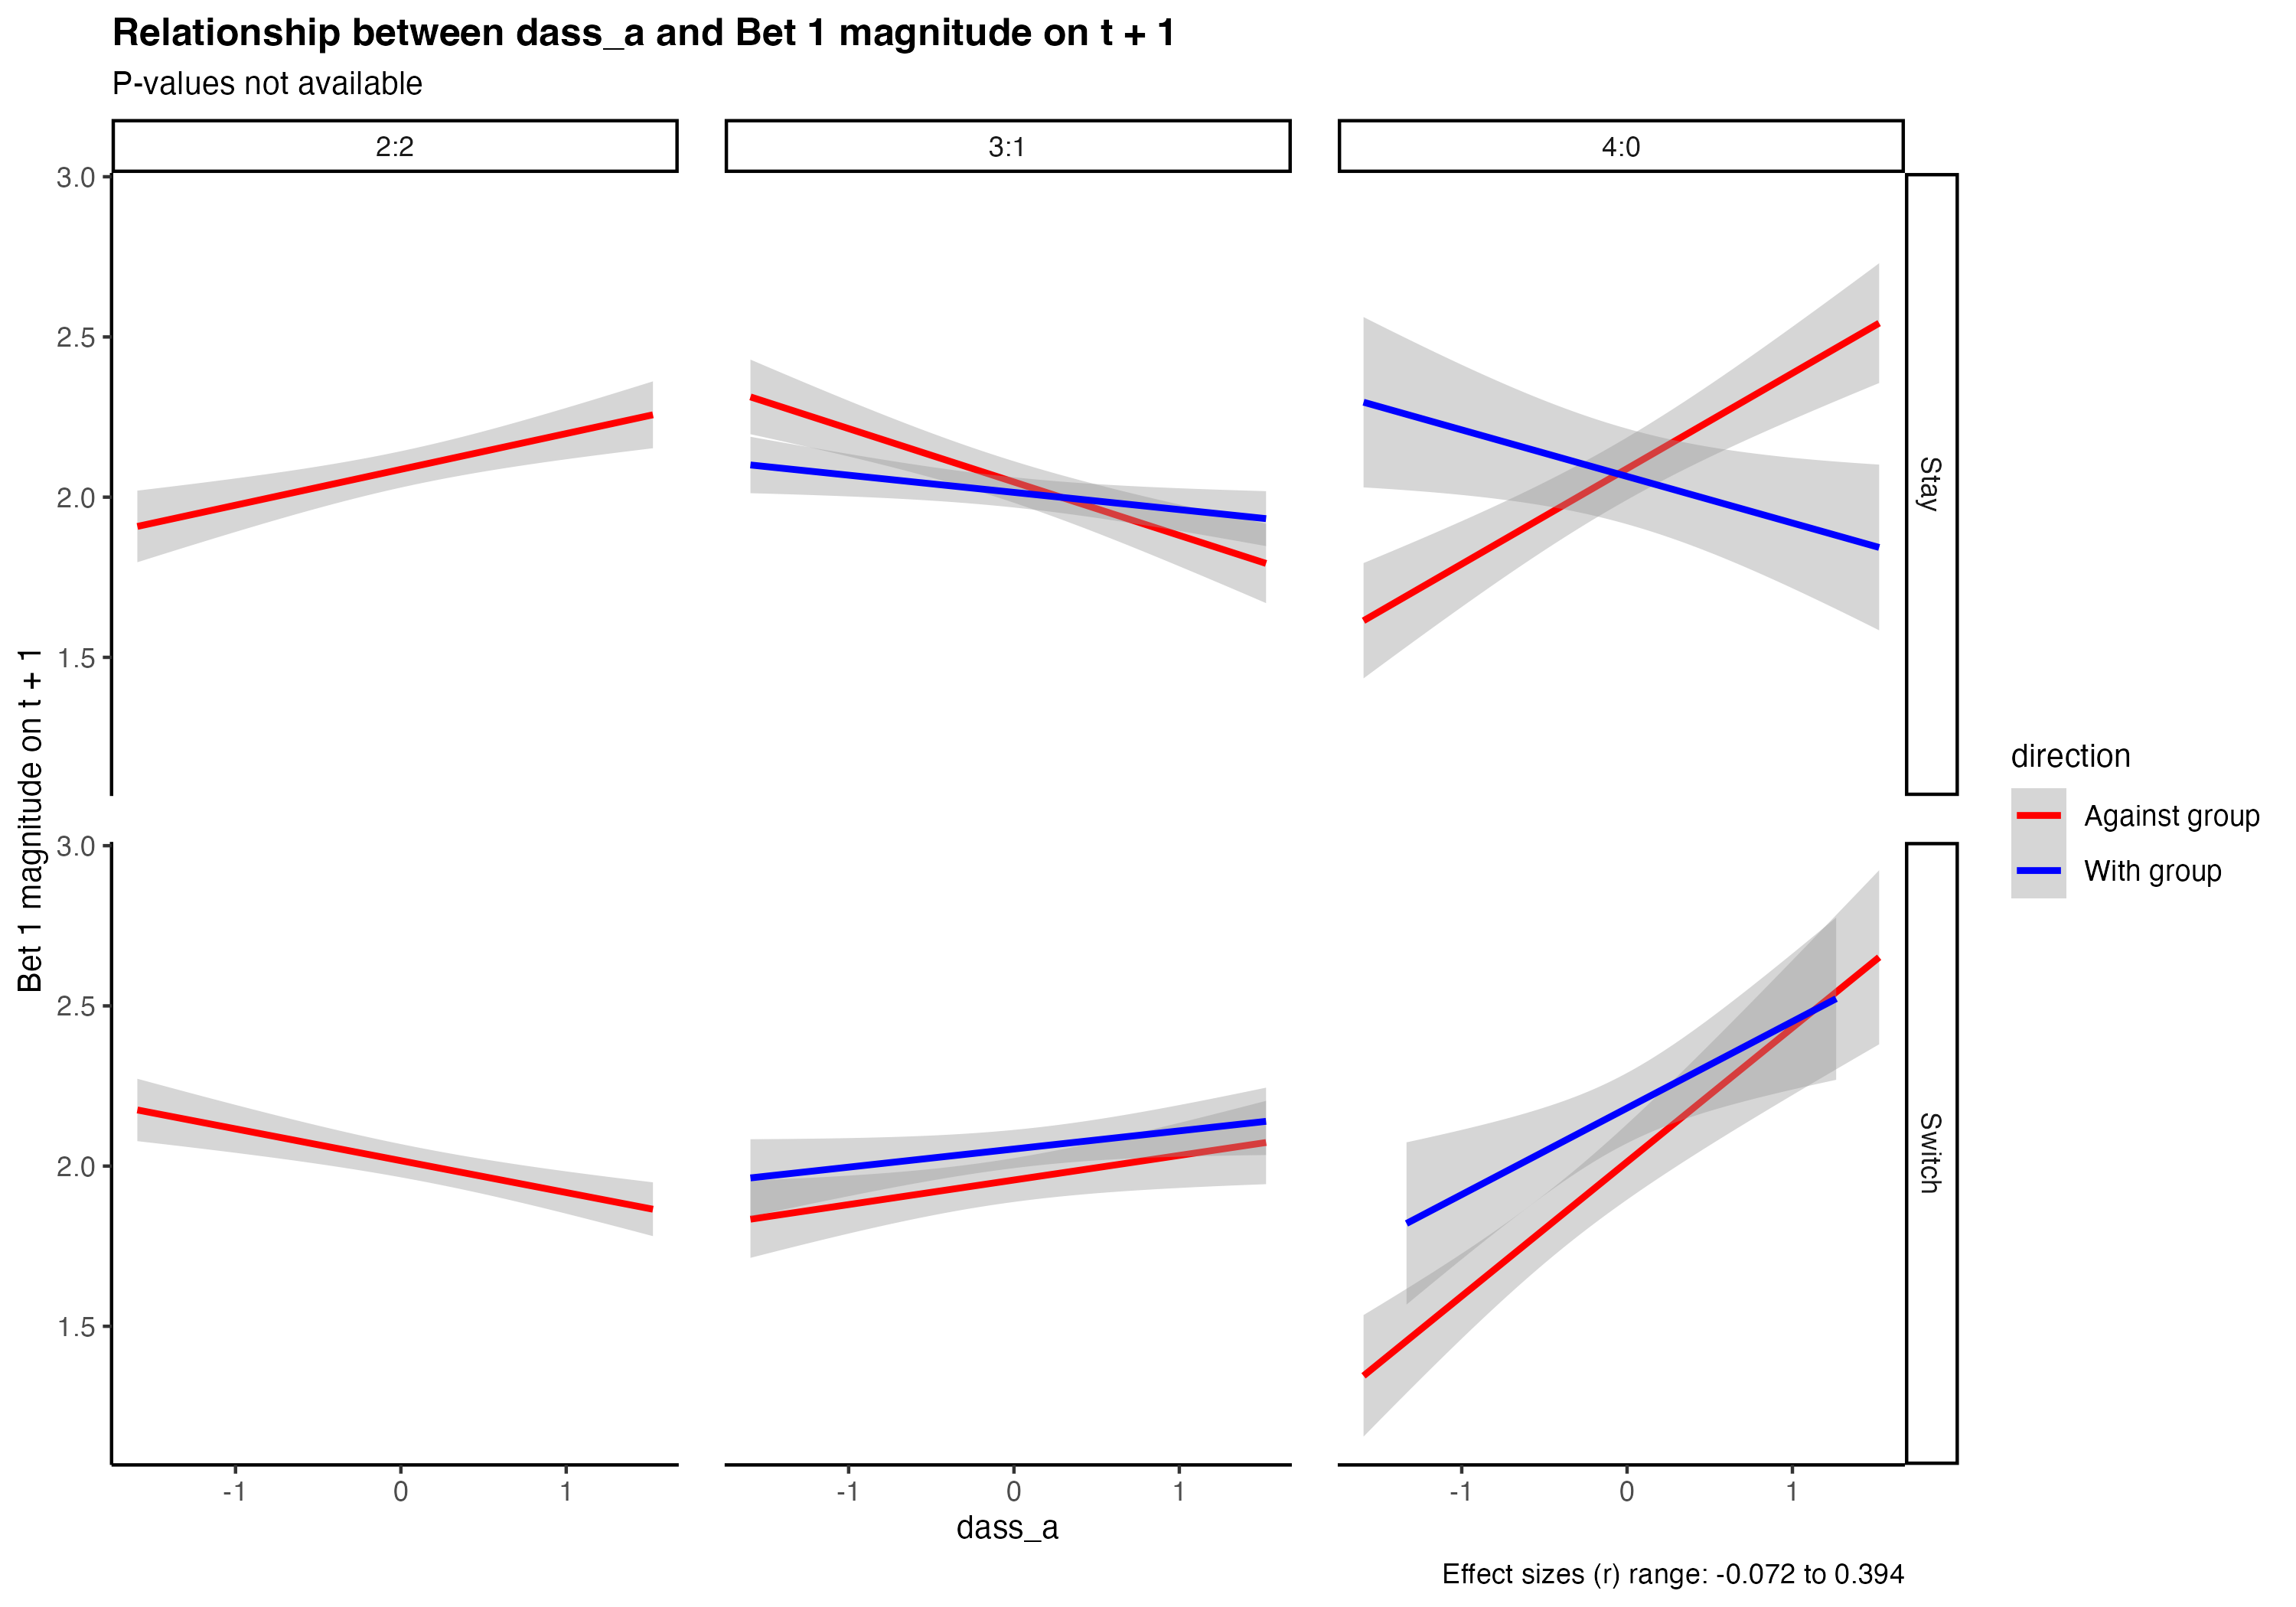 Relationship between dass_a and Bet 1 magnitude on t + 1
P-values not available
2:2
3:1
4:0
3.0
2.5
2.0
1.5
Stay
3.0
2.5
2.0
1.5
Switch
Bet 1 magnitude on t + 1
-1 0 1
-1 0 1
-1 0 1
dass_a
direction
Against group
With group
Effect sizes (r) range: -0.072 to 0.394